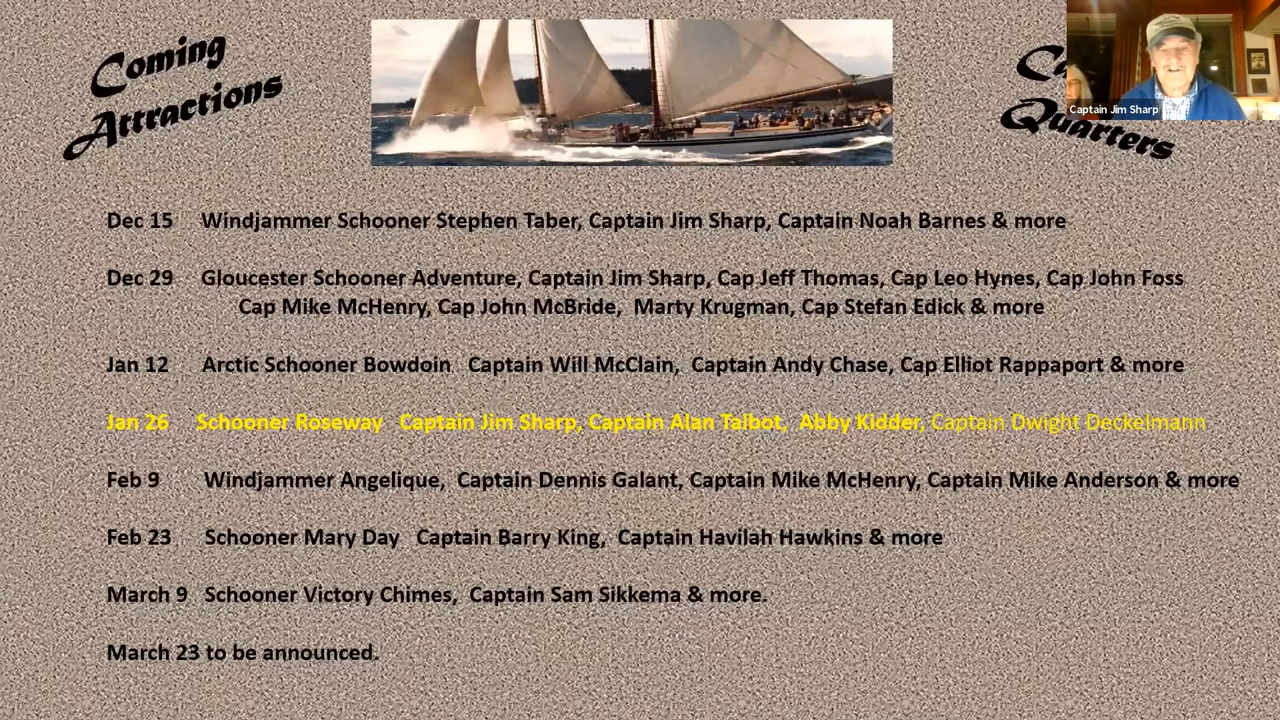 Coming
Attractions
Quarters
Captain Jim Sharp
Dec 15 Windjammer Schooner Stephen Taber, Captain Jim Sharp, Captain Noah Barnes & more
Dec 29 Gloucester Schooner Adventure, Captain Jim Sharp, Cap Jeff Thomas, Cap Leo Hynes, Cap John Foss
Cap Mike McHenry, Cap John McBride, Marty Krugman, Cap Stefan Edick & more
Jan 12 Arctic Schooner Bowdoin Captain Will McClain, Captain Andy Chase, Cap Elliot Rappaport & more
Jan 26 Schooner Roseway Captain Jim Sharp, Captain Alan Talbot, Abby Kidder, Captain Dwight Deckelmann
Feb 9 Windjammer Angelique, Captain Dennis Galant, Captain Mike McHenry, Captain Mike Anderson & more
Feb 23 Schooner Mary Day Captain Barry King, Captain Havilah Hawkins & more
March 9 Schooner Victory Chimes, Captain Sam Sikkema & more.
March 23 to be announced.